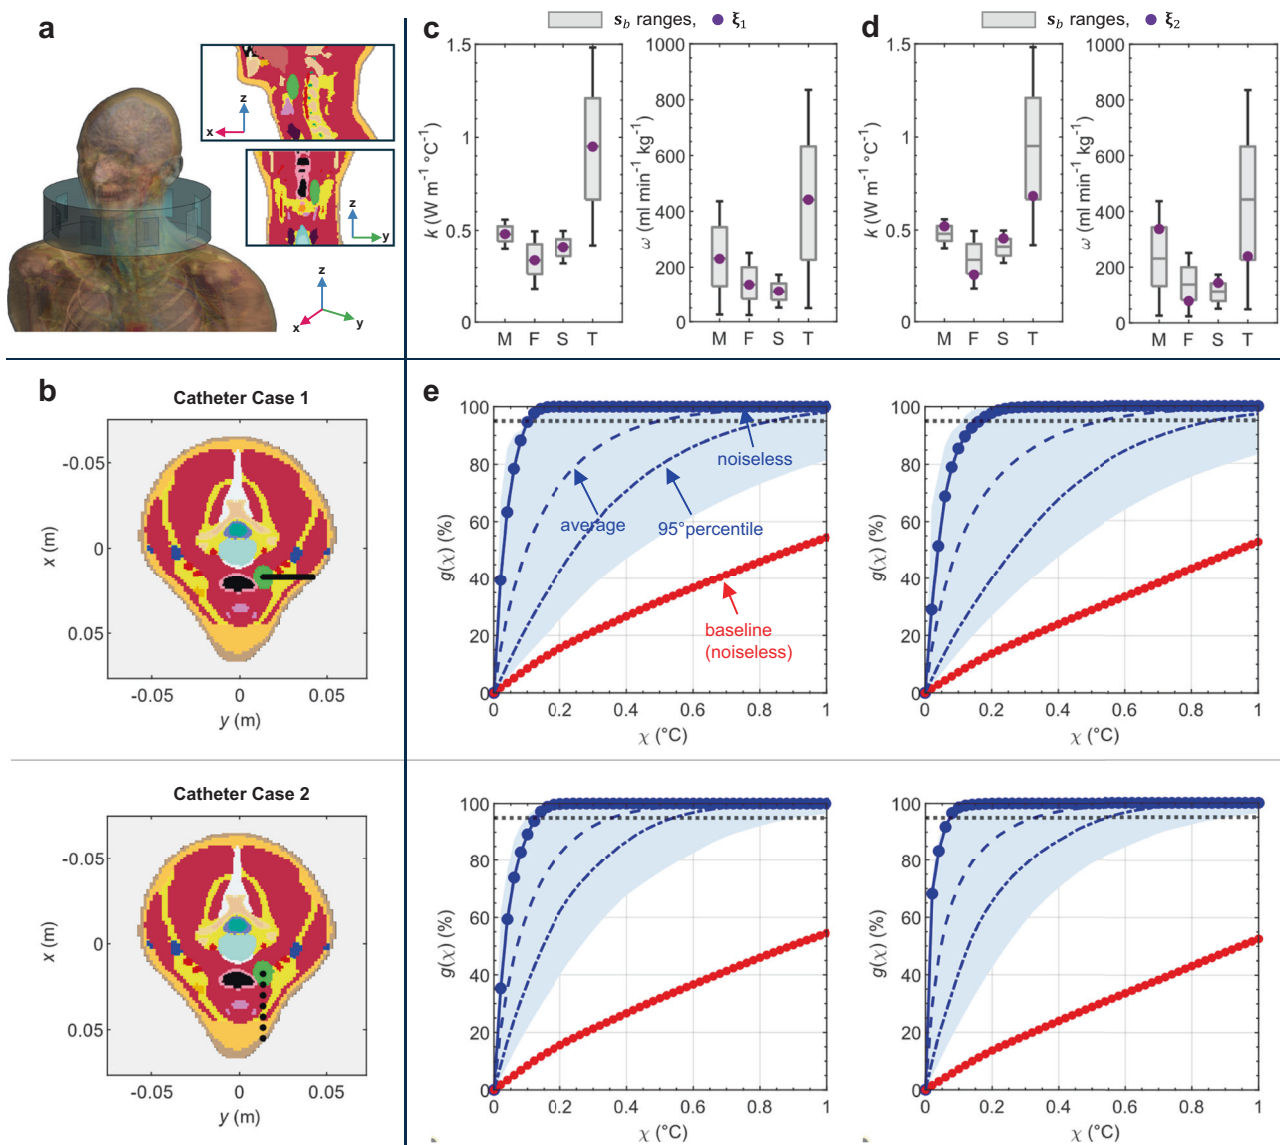 a
z
x
z
y
z
x
y
c
s_b ranges, ξ_1
1.5
1
0.5
0
k (W m^-1 °C^-1)
M F S T
1000
800
600
400
200
0
ω (ml min^-1 kg^-1)
M F S T
d
s_b ranges, ξ_2
1.5
1
0.5
0
k (W m^-1 °C^-1)
M F S T
1000
800
600
400
200
0
ω (ml min^-1 kg^-1)
M F S T
b
Catheter Case 1
-0.05
0
0.05
x (m)
-0.05 0 0.05
y (m)
Catheter Case 2
-0.05
0
0.05
x (m)
-0.05 0 0.05
y (m)
e
100
80
60
40
20
0
g(χ) (%)
noiseless
average
95°percentile
baseline
(noiseless)
0 0.2 0.4 0.6 0.8 1
χ (°C)
100
80
60
40
20
0
g(χ) (%)
0 0.2 0.4 0.6 0.8 1
χ (°C)
100
80
60
40
20
0
g(χ) (%)
0 0.2 0.4 0.6 0.8 1
χ (°C)
100
80
60
40
20
0
g(χ) (%)
0 0.2 0.4 0.6 0.8 1
χ (°C)